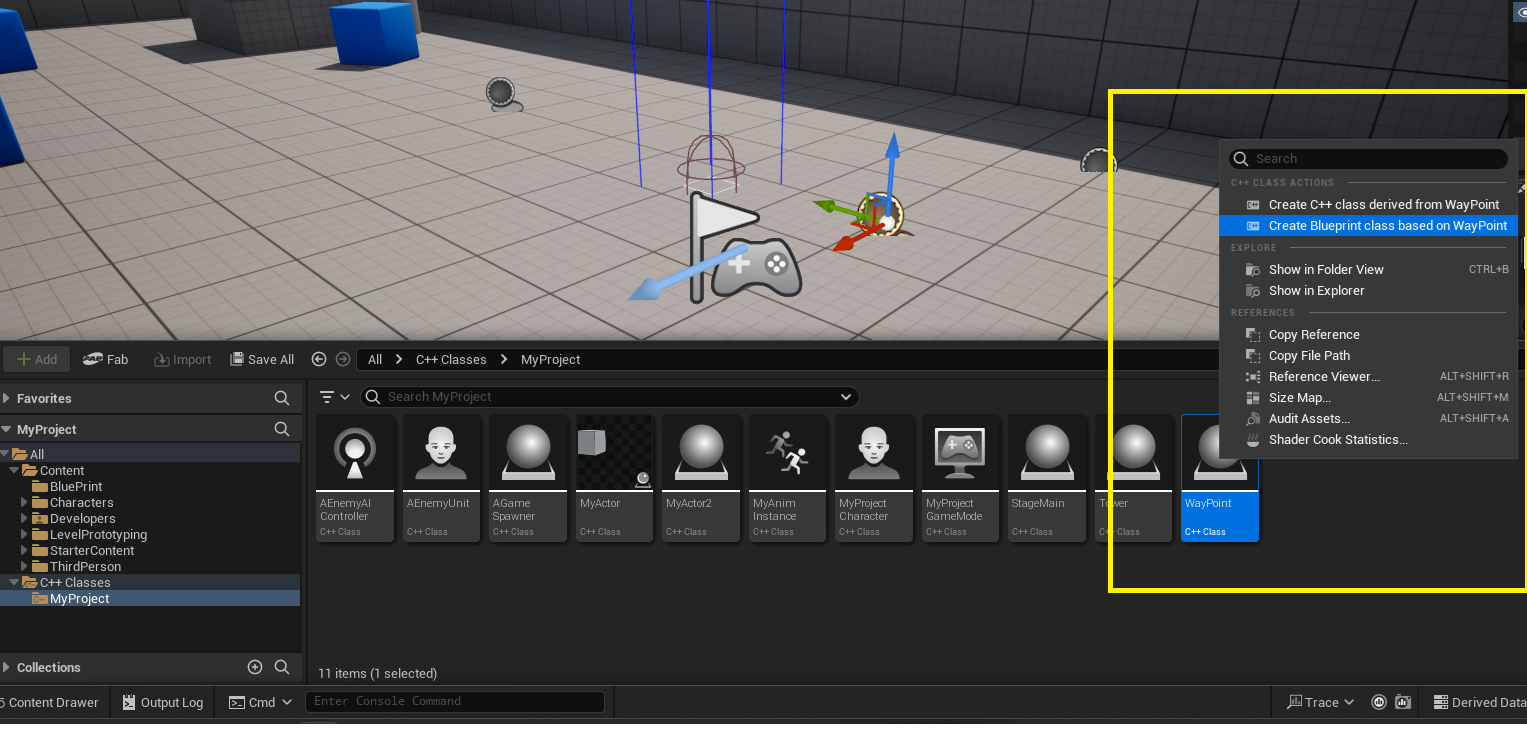 Search
C++ CLASS ACTIONS
Create C++ class derived from WayPoint
Create Blueprint class based on WayPoint
EXPLORE
Show in Folder View CTRL+B
Show in Explorer
REFERENCES
Copy Reference
Copy File Path
Reference Viewer... ALT+SHIFT+R
Size Map... ALT+SHIFT+M
Audit Assets... ALT+SHIFT+A
Shader Cook Statistics...
Add Fab Import Save All All C++ Classes MyProject
Favorites
MyProject
All
Content
BluePrint
Characters
Developers
LevelPrototyping
StarterContent
ThirdPerson
C++ Classes
MyProject
Collections
Search MyProject
AEnemyAI
Controller
C++ Class
AEnemyUnit
C++ Class
AGame
Spawner
C++ Class
MyActor
C++ Class
MyActor2
C++ Class
MyAnim
Instance
C++ Class
MyProject
Character
C++ Class
MyProject
GameMode
C++ Class
StageMain
C++ Class
Tower
C++ Class
WayPoint
C++ Class
11 items (1 selected)
Content Drawer Output Log Cmd Enter Console Command Trace Derived Data